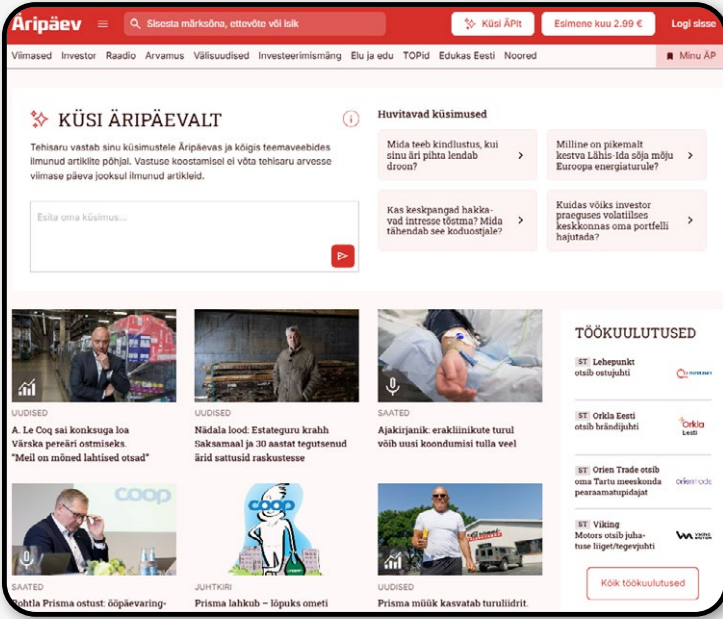 Äripäev
Sisesta märksõna, ettevõte või isik
Küsi ÄPIt
Esimene kuu 2.99 €
Logi sisse
Viimased Investor Raadio Arvamus Välisuudised Investeerimismäng Elu ja edu TOPid Edukas Eesti Noored
Minu ÄP
KÜSI ÄRIPÄEVALT
Tehisaru vastab sinu küsimustele Äripäevas ja kõigis teemaveebides
ilmunud artiklite põhjal. Vastuse koostamisel ei võta tehisaru arvesse
viimase päeva jooksul ilmunud artikleid.
Esita oma küsimus...
Huvitavad küsimused
Mida teeb kindlustus, kui
sinu äri pihta lendab
droon?
Milline on pikemalt
kestva Lähis-Ida sõja mõju
Euroopa energiaturule?
Kas keskpangad hakka-
vad intresse tõstma? Mida
tähendab see koduostjale?
Kuidas võiks investor
praeguses volatiilses
keskkonnas oma portfelli
hajutada?
UUDISED
A. Le Coq sai konksuga loa
Värska pereäri ostmiseks.
"Meil on mõned lahtised otsad"
UUDISED
Nädala lood: Estateguru krahh
Saksamaal ja 30 aastat tegutsenud
ärid sattusid raskustesse
SAATED
Ajakirjanik: erakliinikute turul
võib uusi koondumisi tulla veel
coop
SAATED
Rohtla Prisma ostust: ööpäevaring-
coop
JUHTKIRI
Prisma lahkub – lõpuks ometi
UUDISED
Prisma müük kasvatab turuliidrit.
TÖÖKUULUTUSED
ST Lehepunkt
otsib ostujuhti
ST Orkla Eesti
otsib brändijuhti
Orkla
Eesti
ST Orien Trade otsib
oma Tartu meeskonda
pearaamatupidajat
ST Viking
Motors otsib juha-
tuse liiget/tegevjuhti
VIKING
MOTORS
Kõik töökuulutused